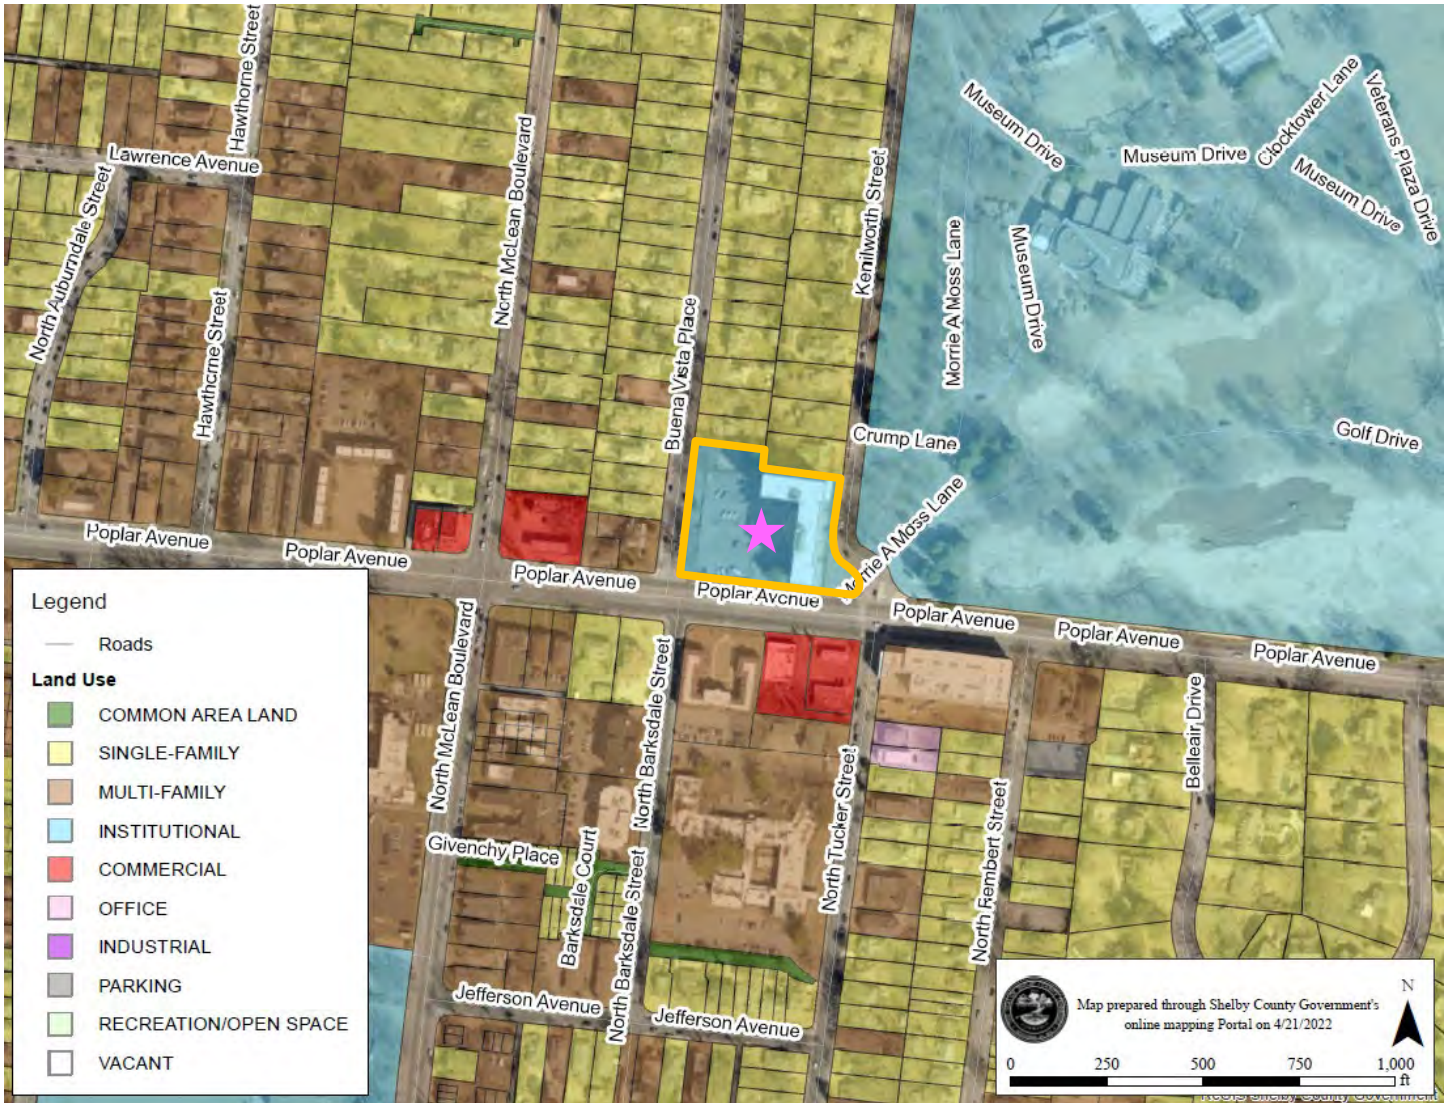 Hawthorne Street
Lawrence Avenue
North Auburndale Street
Hawthorne Street
North McLean Boulevard
Buena Vista Place
Kenilworth Street
Museum Drive
Museum Drive
Clocktower Lane
Veterans Plaza Drive
Museum Drive
Morrie A Moss Lane
Museum Drive
Crump Lane
Golf Drive
Morrie A Moss Lane
Poplar Avenue
Poplar Avenue
Poplar Avenue
Poplar Avenue
Poplar Avenue
Poplar Avenue
Poplar Avenue
North McLean Boulevard
North Barksdale Street
North Barksdale Street
Givenchy Place
Barksdale Court
North Tucker Street
North Rembert Street
Belleair Drive
Jefferson Avenue
Jefferson Avenue
Legend
Roads
Land Use
COMMON AREA LAND
SINGLE-FAMILY
MULTI-FAMILY
INSTITUTIONAL
COMMERCIAL
OFFICE
INDUSTRIAL
PARKING
RECREATION/OPEN SPACE
VACANT
Map prepared through Shelby County Government's
online mapping Portal on 4/21/2022
N
0 250 500 750 1,000
ft